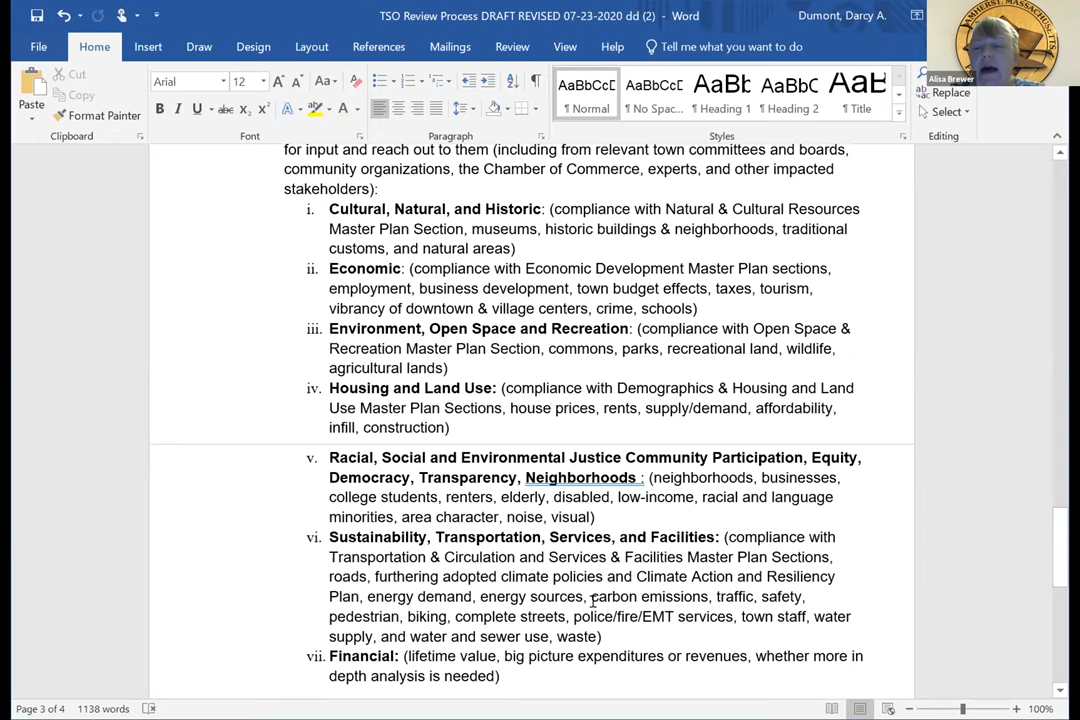 TSO Review Process DRAFT REVISED 07-23-2020 dd (2) - Word
Dumont, Darcy A.
AMHERST, MASSACHUSETTS
Alisa Brewer
File Home Insert Draw Design Layout References Mailings Review View Help Tell me what you want to do
Paste
Cut
Copy
Format Painter
Clipboard
Arial 12
B I U abc
Font
Paragraph
AaBbCcDc AaBbCcDc AaBbC AaBbCcC AaB
¶ Normal ¶ No Spac... ¶ Heading 1 ¶ Heading 2 ¶ Title
Styles
Replace
Select
Editing
for input and reach out to them (including from relevant town committees and boards,
community organizations, the Chamber of Commerce, experts, and other impacted
stakeholders):
i. Cultural, Natural, and Historic: (compliance with Natural & Cultural Resources
Master Plan Section, museums, historic buildings & neighborhoods, traditional
customs, and natural areas)
ii. Economic: (compliance with Economic Development Master Plan sections,
employment, business development, town budget effects, taxes, tourism,
vibrancy of downtown & village centers, crime, schools)
iii. Environment, Open Space and Recreation: (compliance with Open Space &
Recreation Master Plan Section, commons, parks, recreational land, wildlife,
agricultural lands)
iv. Housing and Land Use: (compliance with Demographics & Housing and Land
Use Master Plan Sections, house prices, rents, supply/demand, affordability,
infill, construction)
v. Racial, Social and Environmental Justice Community Participation, Equity,
Democracy, Transparency, Neighborhoods : (neighborhoods, businesses,
college students, renters, elderly, disabled, low-income, racial and language
minorities, area character, noise, visual)
vi. Sustainability, Transportation, Services, and Facilities: (compliance with
Transportation & Circulation and Services & Facilities Master Plan Sections,
roads, furthering adopted climate policies and Climate Action and Resiliency
Plan, energy demand, energy sources, carbon emissions, traffic, safety,
pedestrian, biking, complete streets, police/fire/EMT services, town staff, water
supply, and water and sewer use, waste)
vii. Financial: (lifetime value, big picture expenditures or revenues, whether more in
depth analysis is needed)
Page 3 of 4 1138 words
100%